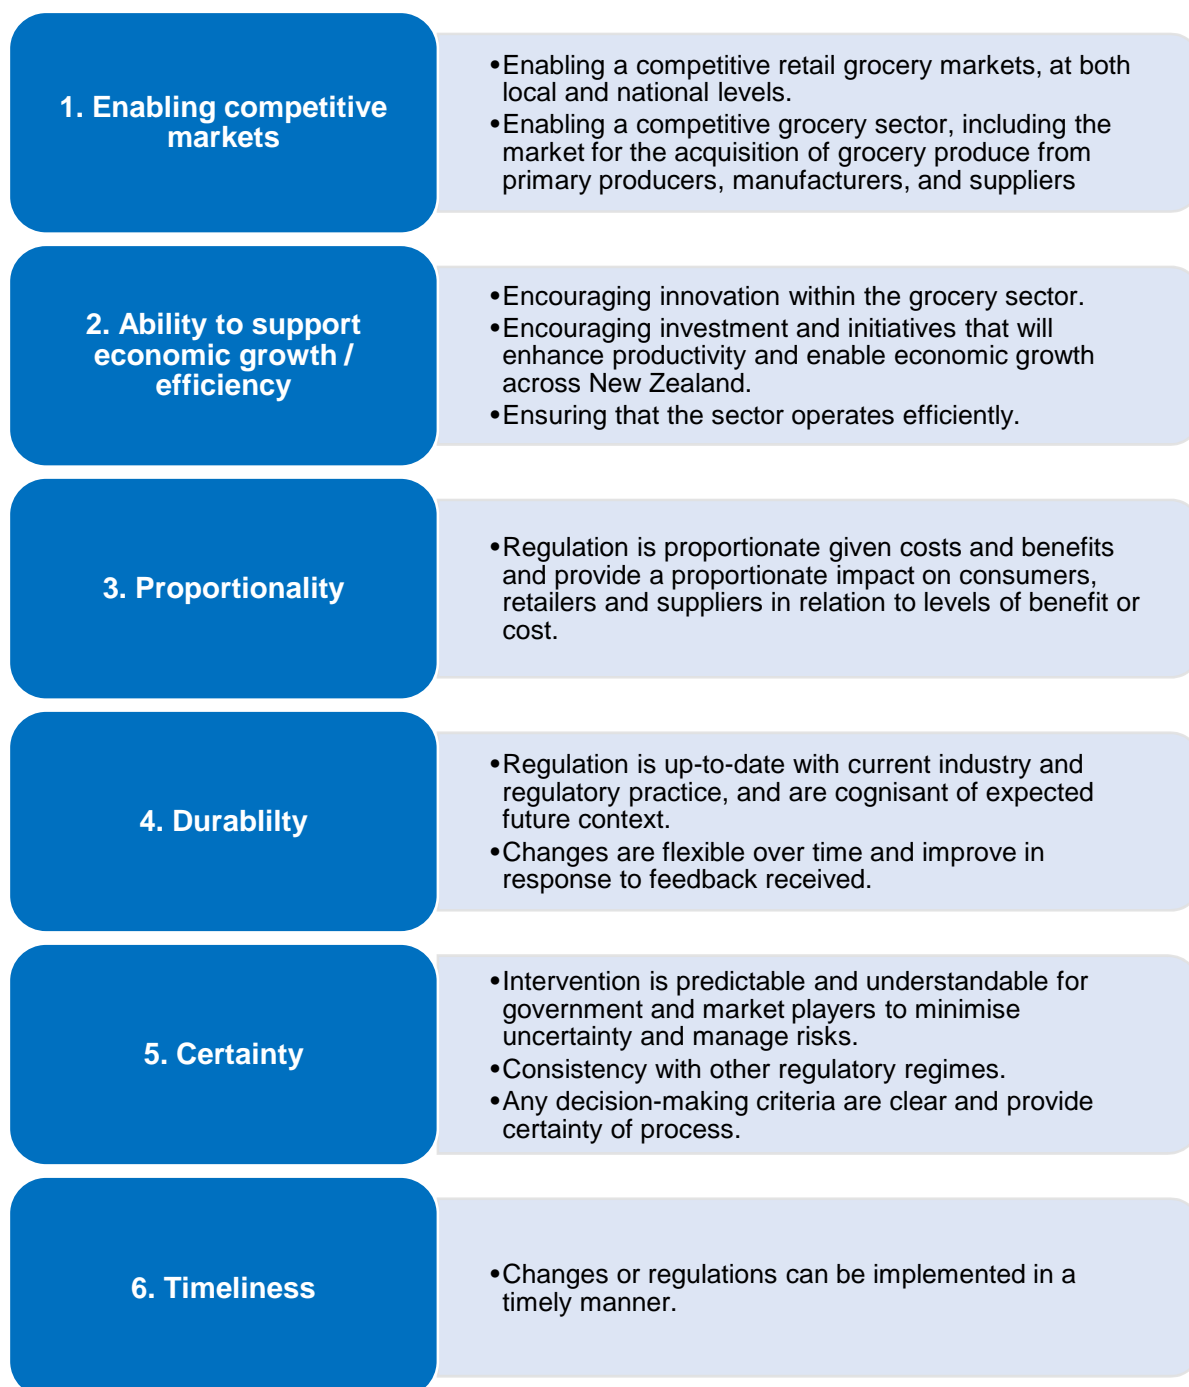 1. Enabling competitive
markets
•Enabling a competitive retail grocery markets, at both
local and national levels.
•Enabling a competitive grocery sector, including the
market for the acquisition of grocery produce from
primary producers, manufacturers, and suppliers
2. Ability to support
economic growth /
efficiency
•Encouraging innovation within the grocery sector.
•Encouraging investment and initiatives that will
enhance productivity and enable economic growth
across New Zealand.
•Ensuring that the sector operates efficiently.
3. Proportionality
•Regulation is proportionate given costs and benefits
and provide a proportionate impact on consumers,
retailers and suppliers in relation to levels of benefit or
cost.
4. Durablilty
•Regulation is up-to-date with current industry and
regulatory practice, and are cognisant of expected
future context.
•Changes are flexible over time and improve in
response to feedback received.
5. Certainty
•Intervention is predictable and understandable for
government and market players to minimise
uncertainty and manage risks.
•Consistency with other regulatory regimes.
•Any decision-making criteria are clear and provide
certainty of process.
6. Timeliness
•Changes or regulations can be implemented in a
timely manner.